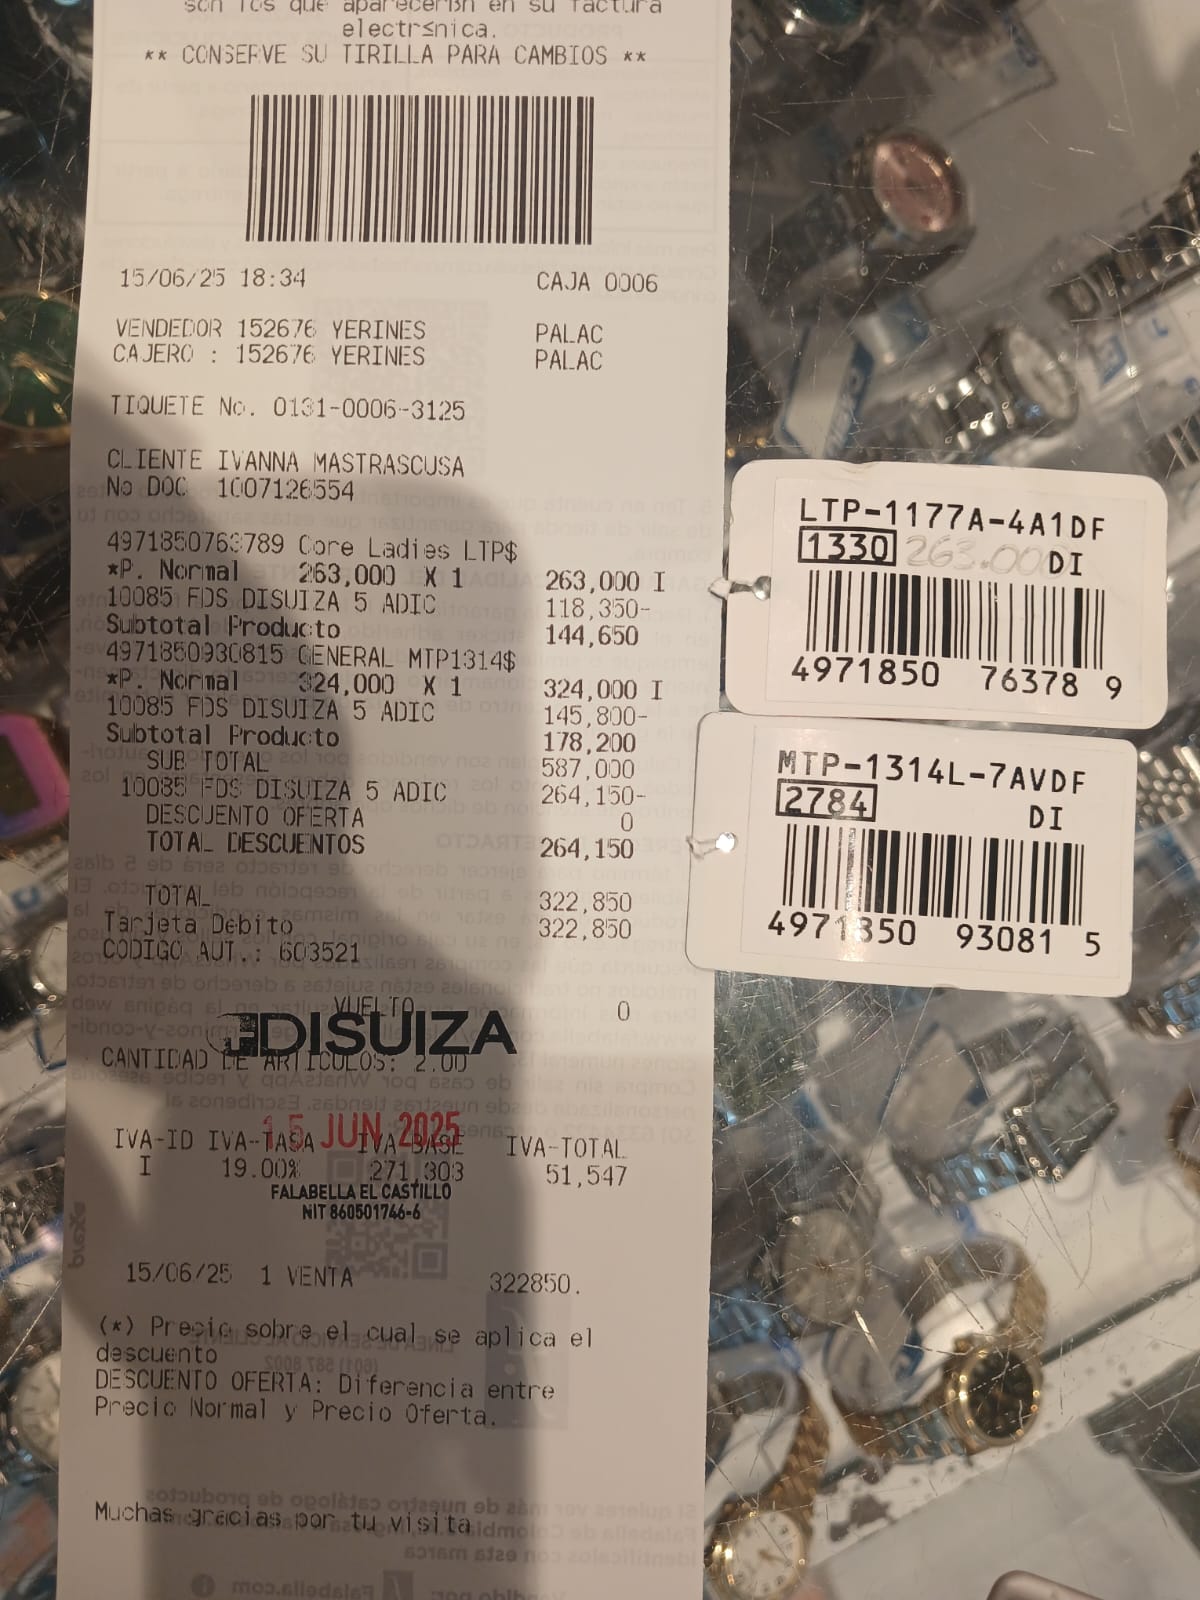 son los que aparecerßn en su factura
electr≤nica.
** CONSERVE SU TIRILLA PARA CAMBIOS **
15/06/25 18:34 CAJA 0006
VENDEDOR 152676 YERINES PALAC
CAJERO : 152676 YERINES PALAC
TIQUETE No. 0131-0006-3125
CLIENTE IVANNA MASTRASCUSA
No DOC 1007126554
4971850763789 Core Ladies LTP$
*P. Normal 263,000 X 1 263,000 I
10085 FDS DISUIZA 5 ADIC 118,350-
Subtotal Producto 144,650
4971850930815 GENERAL MTP1314$
*P. Normal 324,000 X 1 324,000 I
10085 FDS DISUIZA 5 ADIC 145,800-
Subtotal Producto 178,200
SUB TOTAL 587,000
10085 FDS DISUIZA 5 ADIC 264,150-
DESCUENTO OFERTA 0
TOTAL DESCUENTOS 264,150
TOTAL 322,850
Tarjeta Debito 322,850
CODIGO AUT.: 603521
VUELTO 0
DISUIZA
CANTIDAD DE ARTICULOS: 2.00
15 JUN 2025
IVA-ID IVA-TASA IVA BASE IVA-TOTAL
I 19.00% 271,303 51,547
FALABELLA EL CASTILLO
NIT 860501746-6
15/06/25 1 VENTA 322850.
(*) Precio sobre el cual se aplica el
descuento
DESCUENTO OFERTA: Diferencia entre
Precio Normal y Precio Oferta.
Muchas gracias por tu visita
LTP-1177A-4A1DF
1330 263.000 DI
4971850 76378 9
MTP-1314L-7AVDF
2784 DI
4971850 93081 5